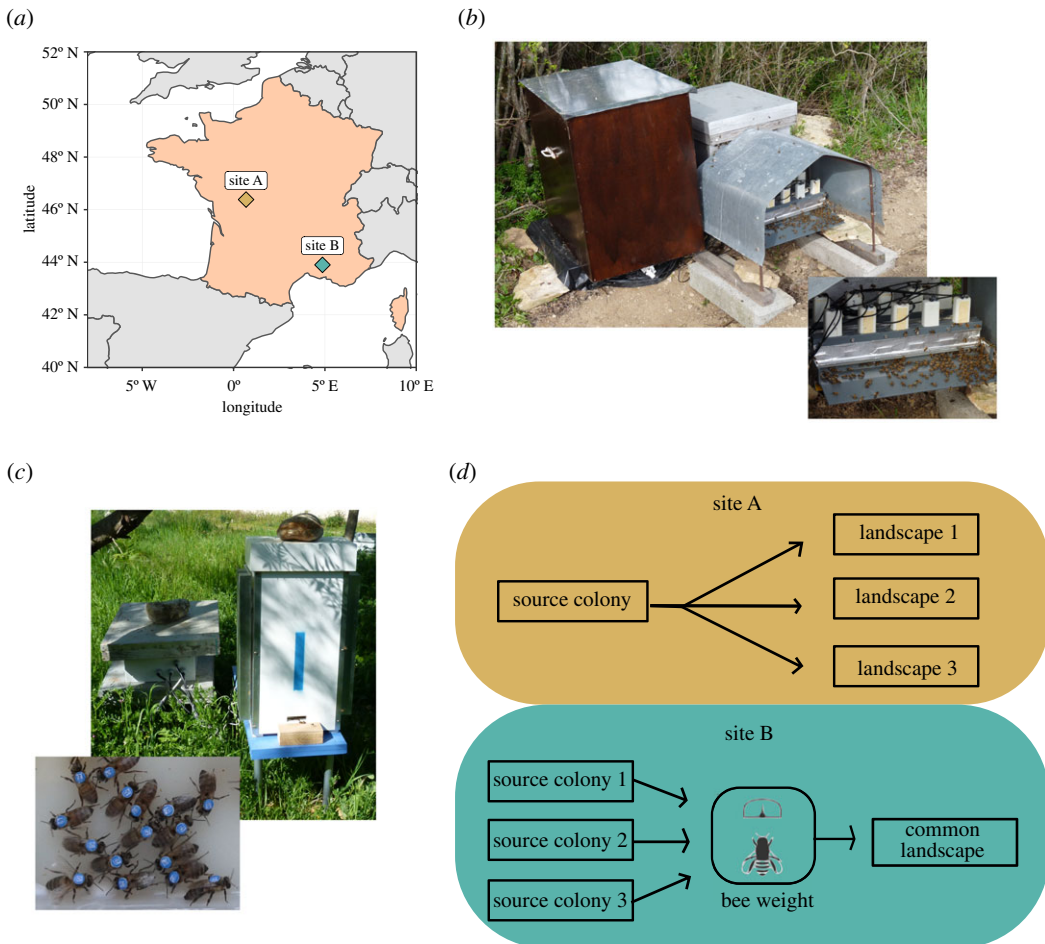 (a)
52° N
50° N
48° N
46° N
44° N
42° N
40° N
latitude
site A
site B
5° W
0°
5° E
10° E
longitude
(b)
(c)
(d)
site A
source colony
landscape 1
landscape 2
landscape 3
site B
source colony 1
source colony 2
source colony 3
bee weight
common
landscape